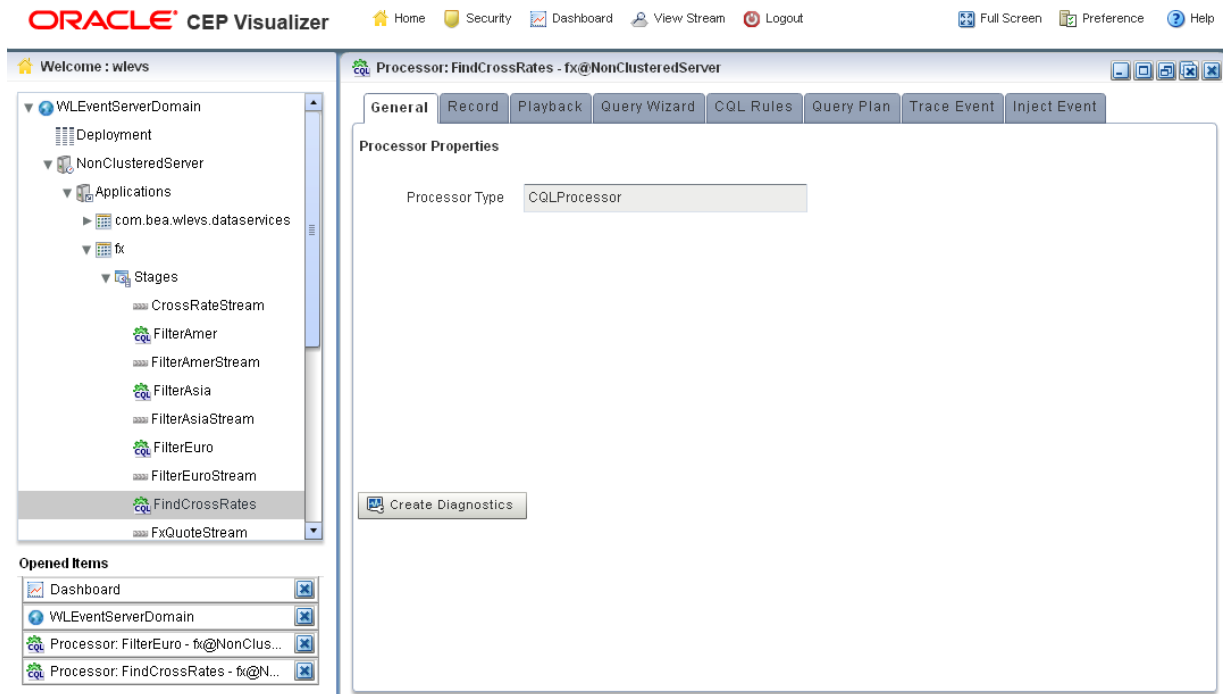 ORACLE CEP Visualizer
Home Security Dashboard View Stream Logout Full Screen Preference Help
Welcome : wlevs
WLEventServerDomain
Deployment
NonClusteredServer
Applications
com.bea.wlevs.dataservices
fx
Stages
CrossRateStream
FilterAmer
FilterAmerStream
FilterAsia
FilterAsiaStream
FilterEuro
FilterEuroStream
FindCrossRates
FxQuoteStream
Opened Items
Dashboard
WLEventServerDomain
Processor: FilterEuro - fx@NonClus...
Processor: FindCrossRates - fx@N...
Processor: FindCrossRates - fx@NonClusteredServer
General Record Playback Query Wizard CQL Rules Query Plan Trace Event Inject Event
Processor Properties
Processor Type CQLProcessor
Create Diagnostics